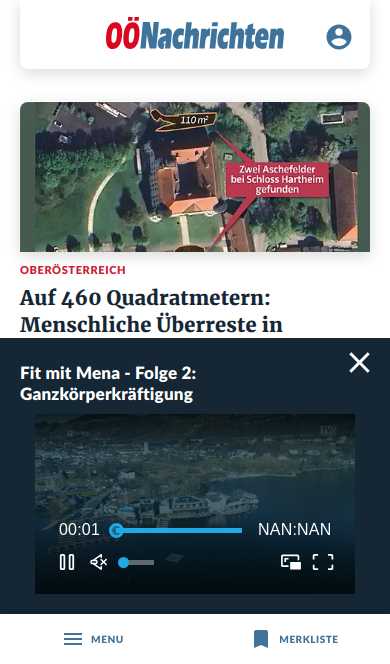 OÖNachrichten
110 m²
Zwei Aschefelder
bei Schloss Hartheim
gefunden
OBERÖSTERREICH
Auf 460 Quadratmetern:
Menschliche Überreste in
Fit mit Mena - Folge 2:
Ganzkörperkräftigung
00:01
NAN:NAN
MENU
MERKLISTE